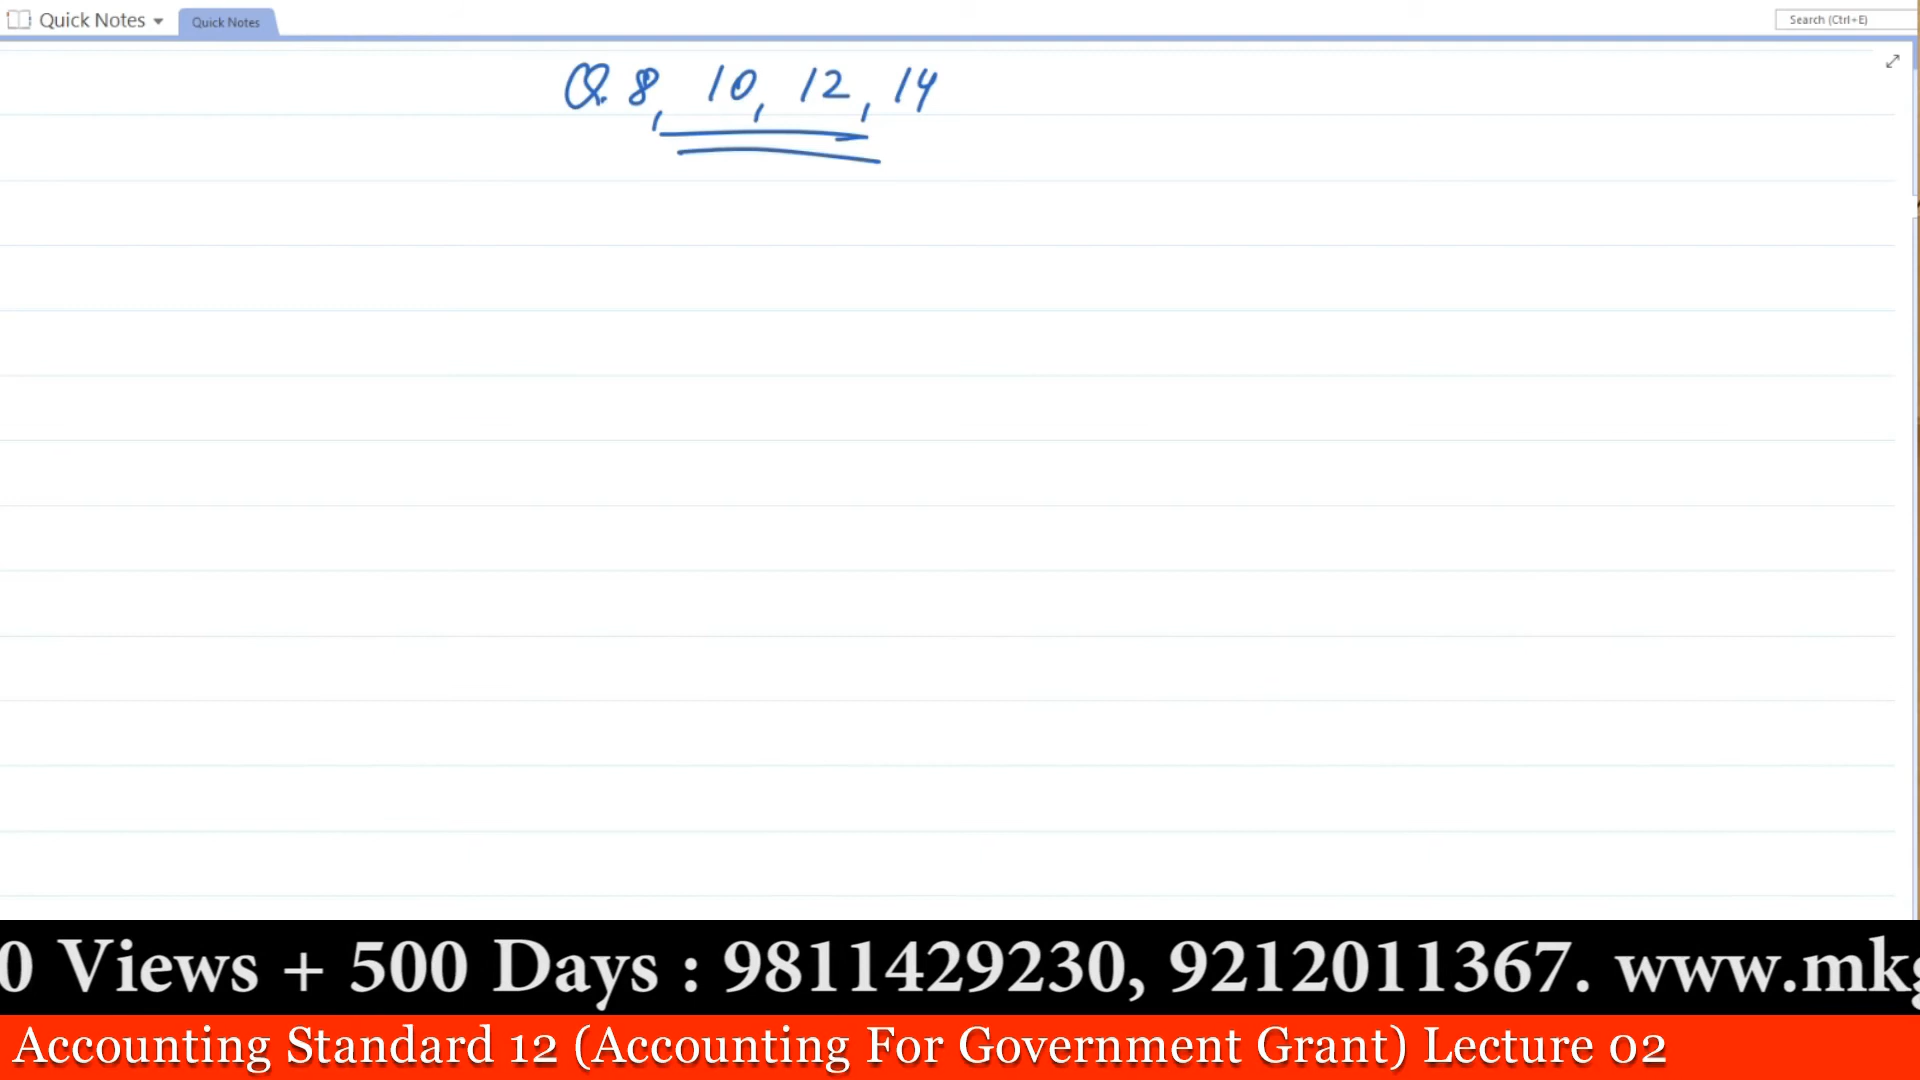 Quick Notes
Quick Notes
Search (Ctrl+E)
Q. 8, 10, 12, 14
0 Views + 500 Days : 9811429230, 9212011367. www.mkg
Accounting Standard 12 (Accounting For Government Grant) Lecture 02